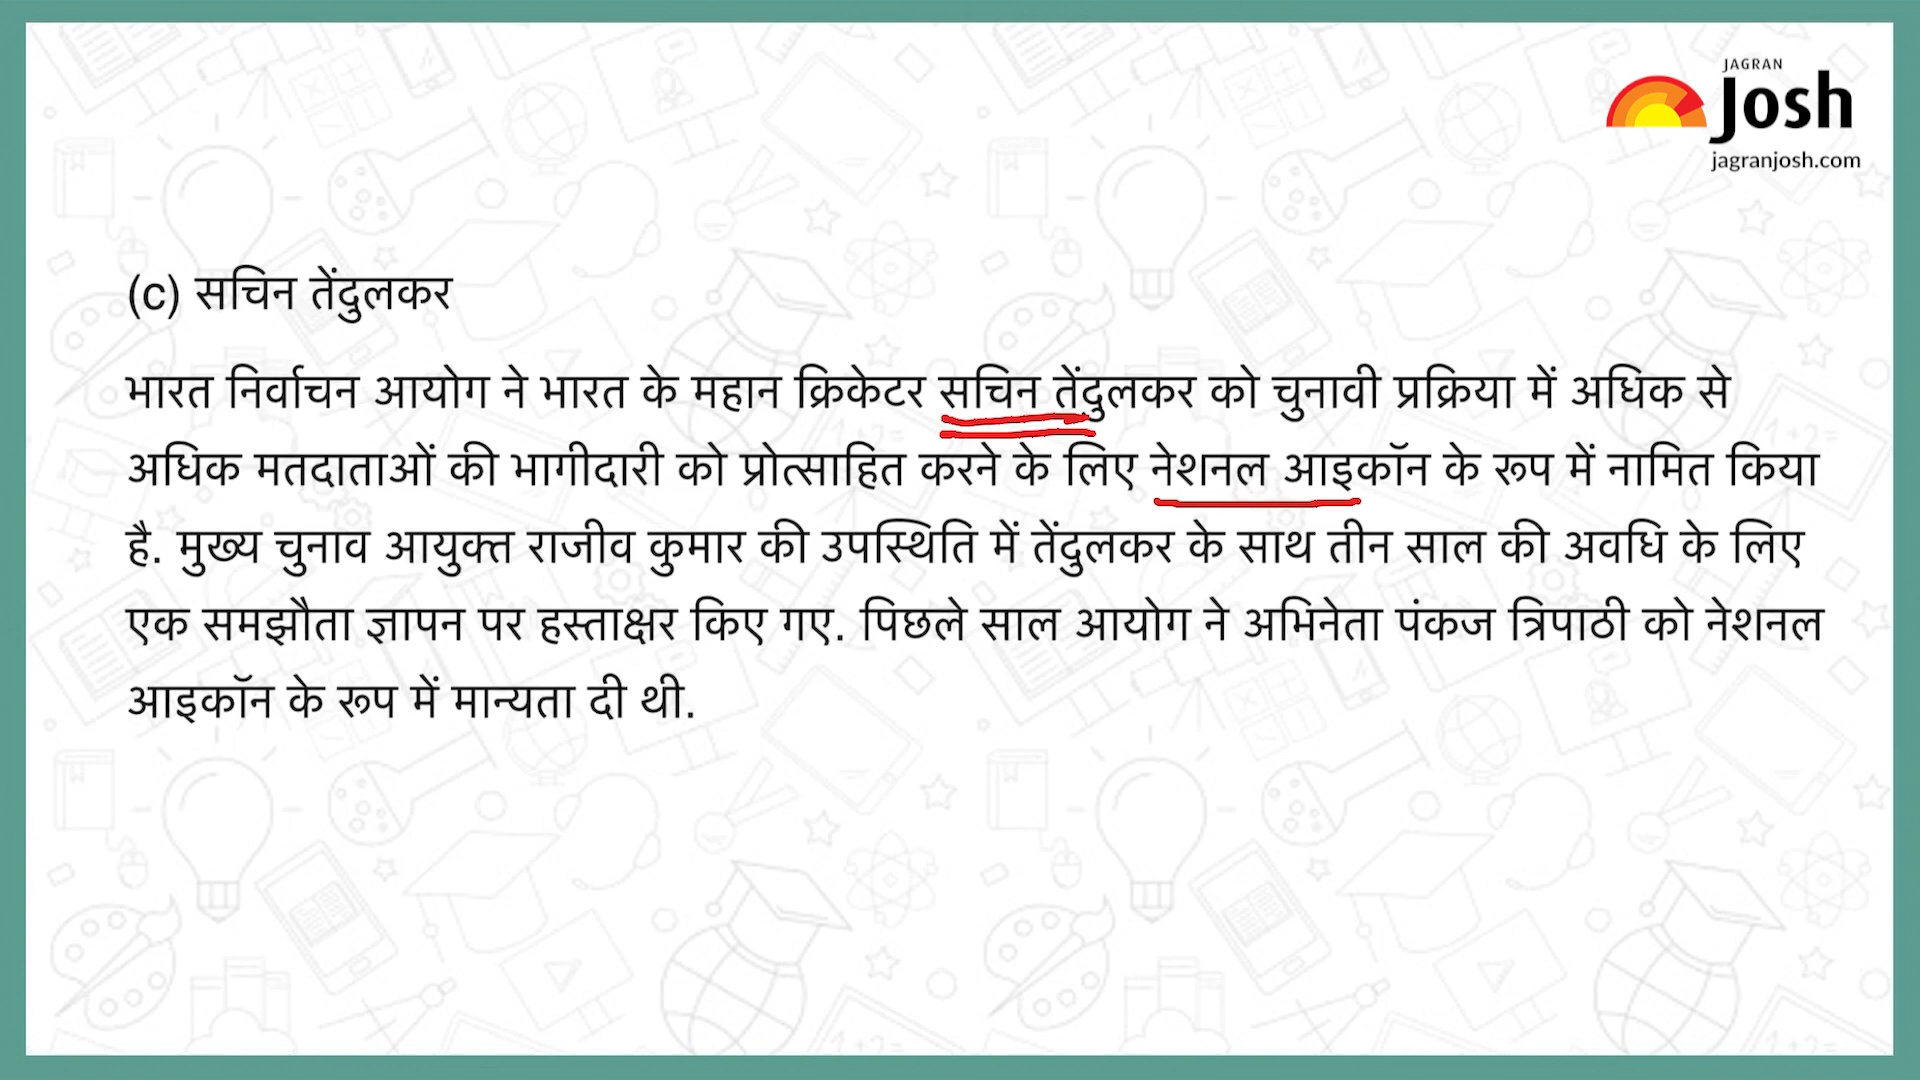 JAGRAN
Josh
jagranjosh.com
(c) सचिन तेंदुलकर
भारत निर्वाचन आयोग ने भारत के महान क्रिकेटर सचिन तेंदुलकर को चुनावी प्रक्रिया में अधिक से
अधिक मतदाताओं की भागीदारी को प्रोत्साहित करने के लिए नेशनल आइकॉन के रूप में नामित किया
है. मुख्य चुनाव आयुक्त राजीव कुमार की उपस्थिति में तेंदुलकर के साथ तीन साल की अवधि के लिए
एक समझौता ज्ञापन पर हस्ताक्षर किए गए. पिछले साल आयोग ने अभिनेता पंकज त्रिपाठी को नेशनल
आइकॉन के रूप में मान्यता दी थी.